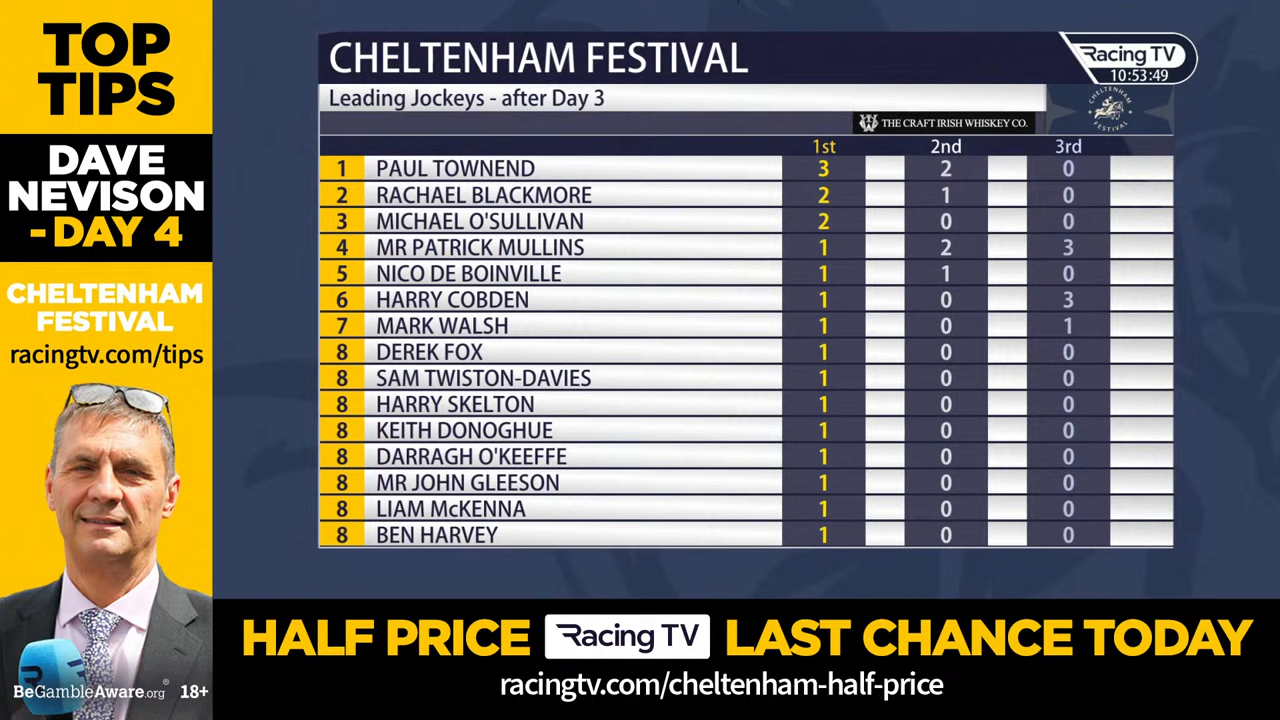 TOP
TIPS
DAVE
NEVISON
- DAY 4
CHELTENHAM
FESTIVAL
racingtv.com/tips
BeGambleAware.org® 18+
CHELTENHAM FESTIVAL
Racing TV
10:53:49
Leading Jockeys - after Day 3
CHELTENHAM
FESTIVAL
THE CRAFT IRISH WHISKEY CO.
1st 2nd 3rd
1 PAUL TOWNEND 3 2 0
2 RACHAEL BLACKMORE 2 1 0
3 MICHAEL O'SULLIVAN 2 0 0
4 MR PATRICK MULLINS 1 2 3
5 NICO DE BOINVILLE 1 1 0
6 HARRY COBDEN 1 0 3
7 MARK WALSH 1 0 1
8 DEREK FOX 1 0 0
8 SAM TWISTON-DAVIES 1 0 0
8 HARRY SKELTON 1 0 0
8 KEITH DONOGHUE 1 0 0
8 DARRAGH O'KEEFFE 1 0 0
8 MR JOHN GLEESON 1 0 0
8 LIAM McKENNA 1 0 0
8 BEN HARVEY 1 0 0
HALF PRICE Racing TV LAST CHANCE TODAY
racingtv.com/cheltenham-half-price